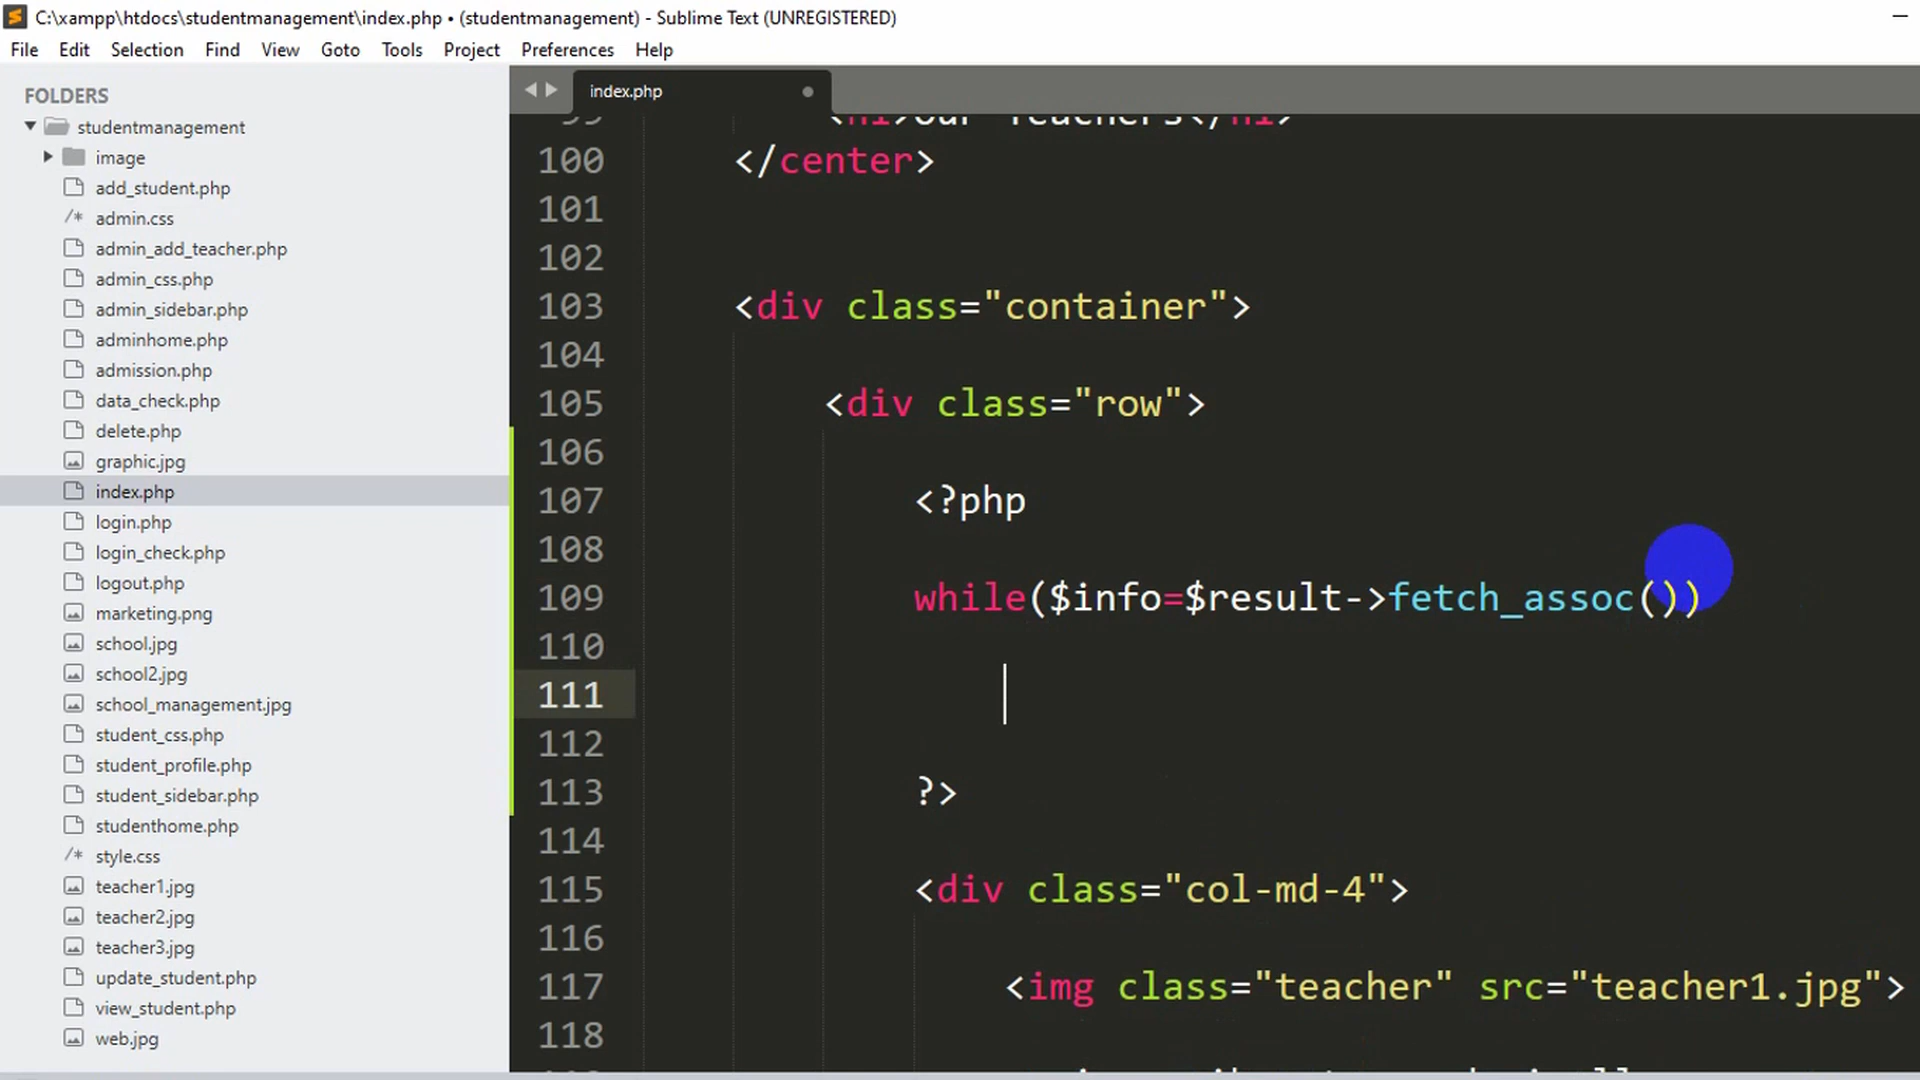 C:\xampp\htdocs\studentmanagement\index.php • (studentmanagement) - Sublime Text (UNREGISTERED)
File Edit Selection Find View Goto Tools Project Preferences Help
FOLDERS
studentmanagement
image
add_student.php
/* admin.css
admin_add_teacher.php
admin_css.php
admin_sidebar.php
adminhome.php
admission.php
data_check.php
delete.php
graphic.jpg
index.php
login.php
login_check.php
logout.php
marketing.png
school.jpg
school2.jpg
school_management.jpg
student_css.php
student_profile.php
student_sidebar.php
studenthome.php
/* style.css
teacher1.jpg
teacher2.jpg
teacher3.jpg
update_student.php
view_student.php
web.jpg
index.php
99 <h1>Our Teachers</h1>
100 </center>
101
102
103 <div class="container">
104
105 <div class="row">
106
107 <?php
108
109 while($info=$result->fetch_assoc())
110
111
112
113 ?>
114
115 <div class="col-md-4">
116
117 <img class="teacher" src="teacher1.jpg">
118